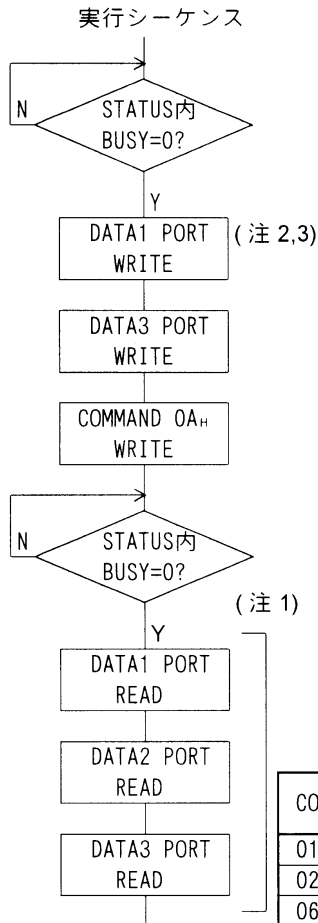 実行シーケンス
N
STATUS内
BUSY=0?
Y
DATA1 PORT
WRITE
(注 2,3)
DATA3 PORT
WRITE
COMMAND 0AH
WRITE
N
STATUS内
BUSY=0?
(注 1)
Y
DATA1 PORT
READ
DATA2 PORT
READ
DATA3 PORT
READ
CO
01
02
06